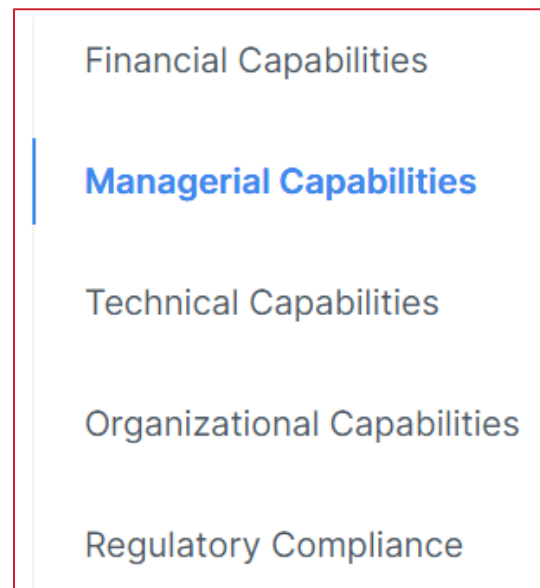 Financial Capabilities
Managerial Capabilities
Technical Capabilities
Organizational Capabilities
Regulatory Compliance